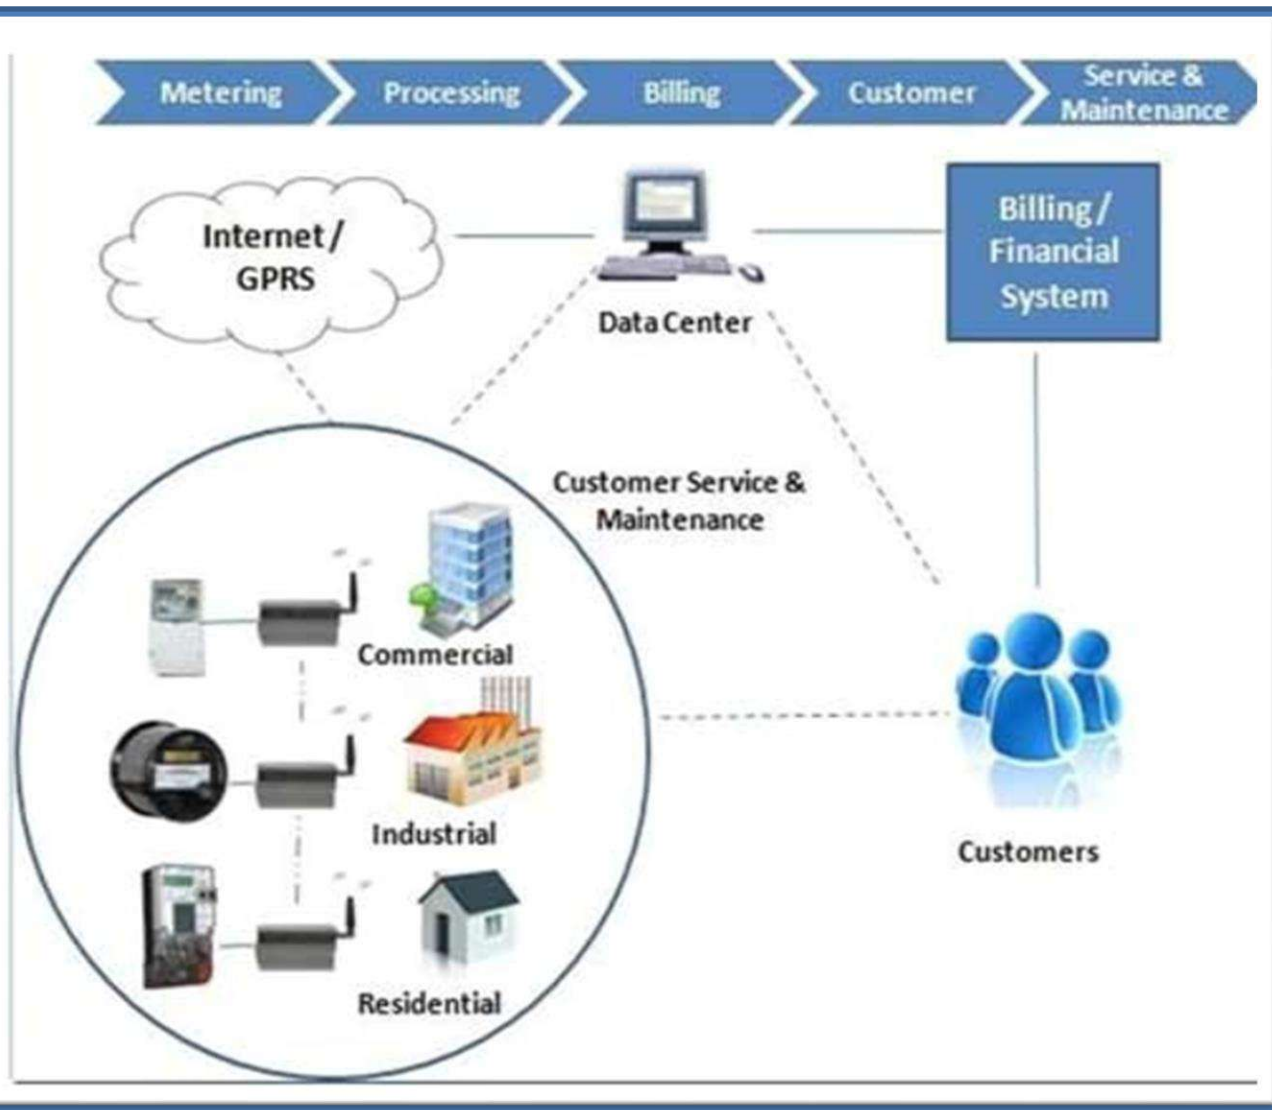 Metering
Processing
Billing
Customer
Service &
Maintenance
Internet/
GPRS
Data Center
Billing/
Financial
System
Customer Service &
Maintenance
Commercial
Industrial
Residential
Customers